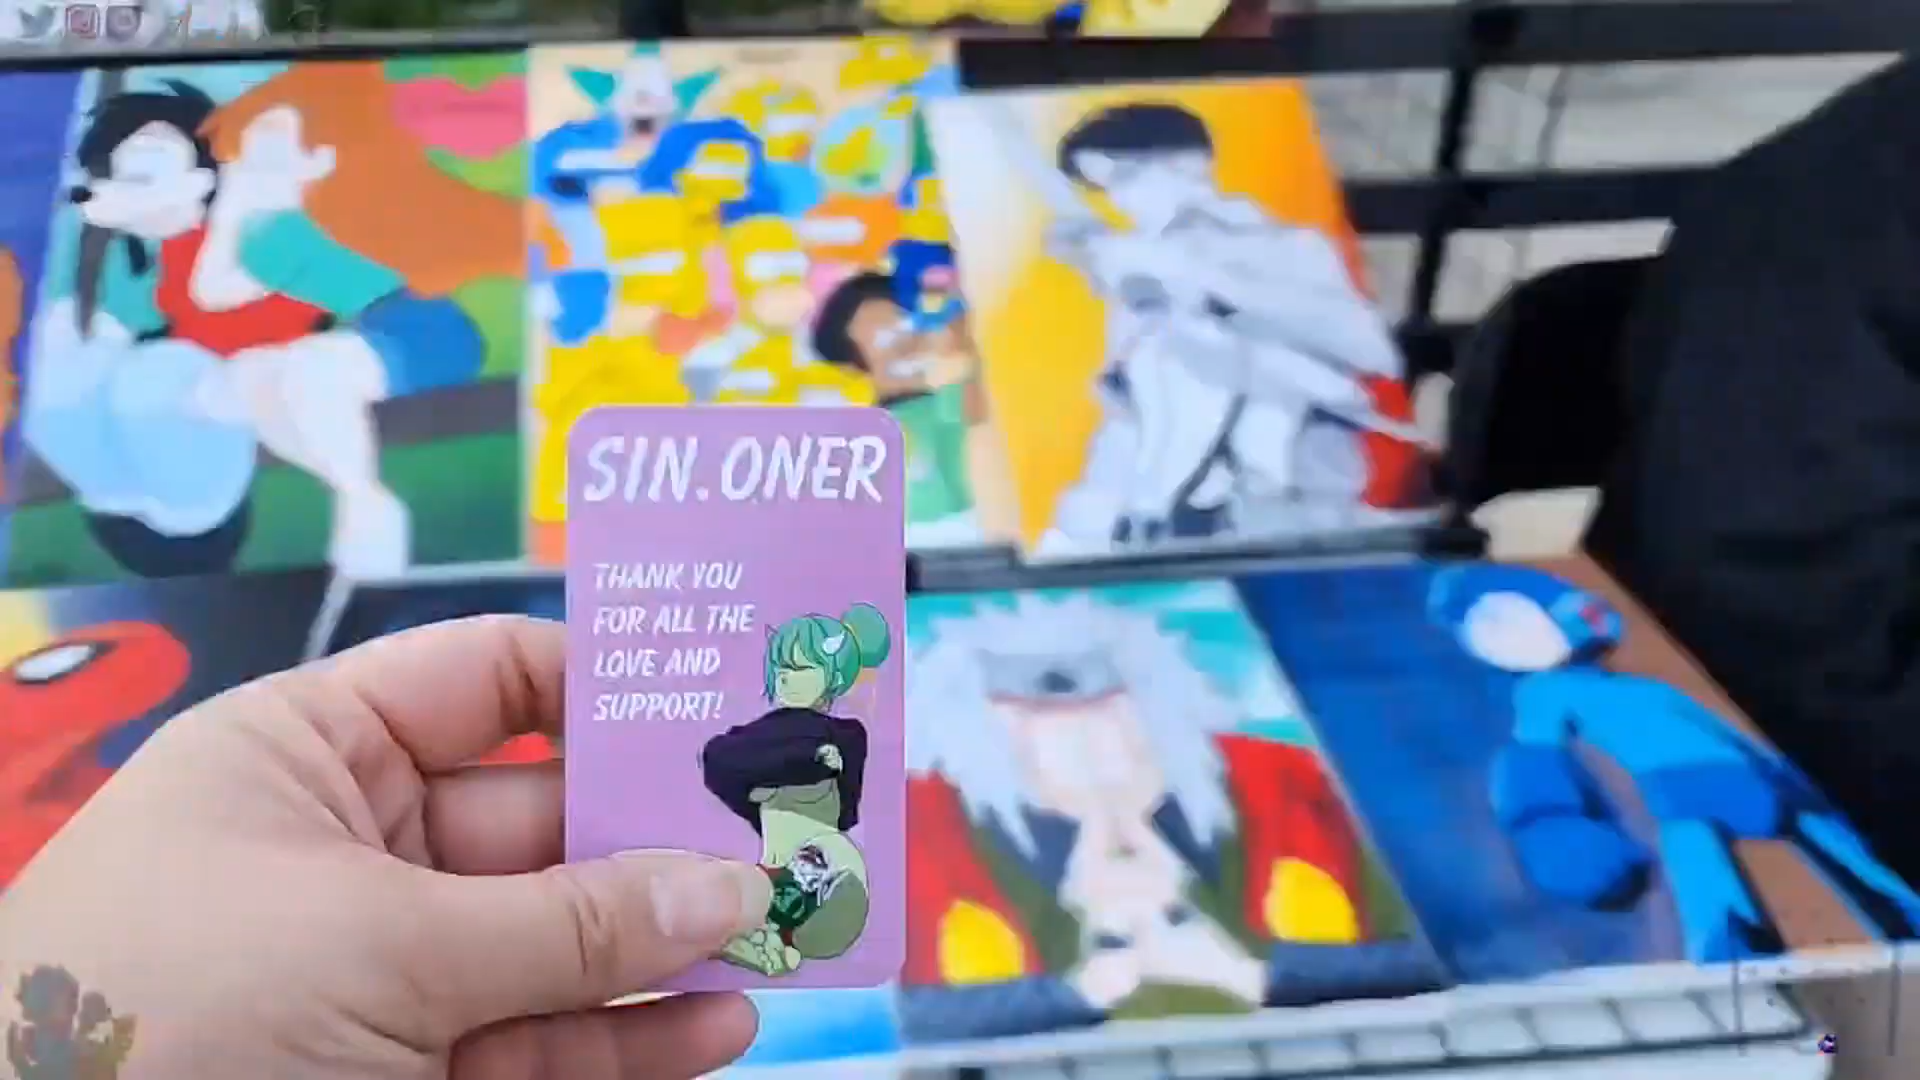 SIN.ONER
THANK YOU
FOR ALL THE
LOVE AND
SUPPORT!